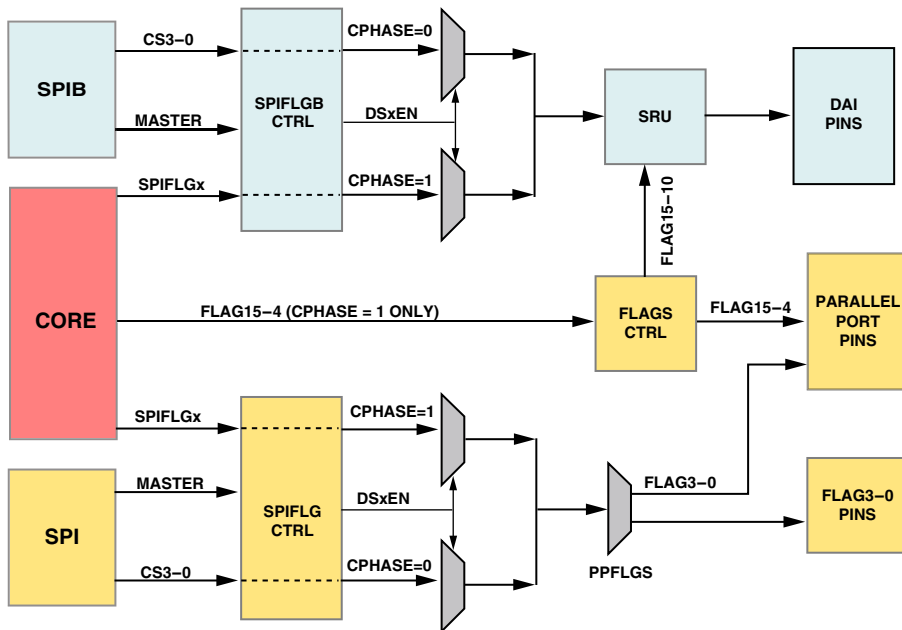 CS3−0
CPHASE=0
SPIB
SPIFLGB
CTRL
DSxEN
MASTER
SPIFLGx
CPHASE=1
SRU
DAI
PINS
FLAG15−10
CORE
FLAG15−4 (CPHASE = 1 ONLY)
FLAGS
CTRL
FLAG15−4
PARALLEL
PORT
PINS
SPIFLGx
CPHASE=1
MASTER
SPI
SPIFLG
CTRL
DSxEN
CS3−0
CPHASE=0
FLAG3−0
PPFLGS
FLAG3−0
PINS